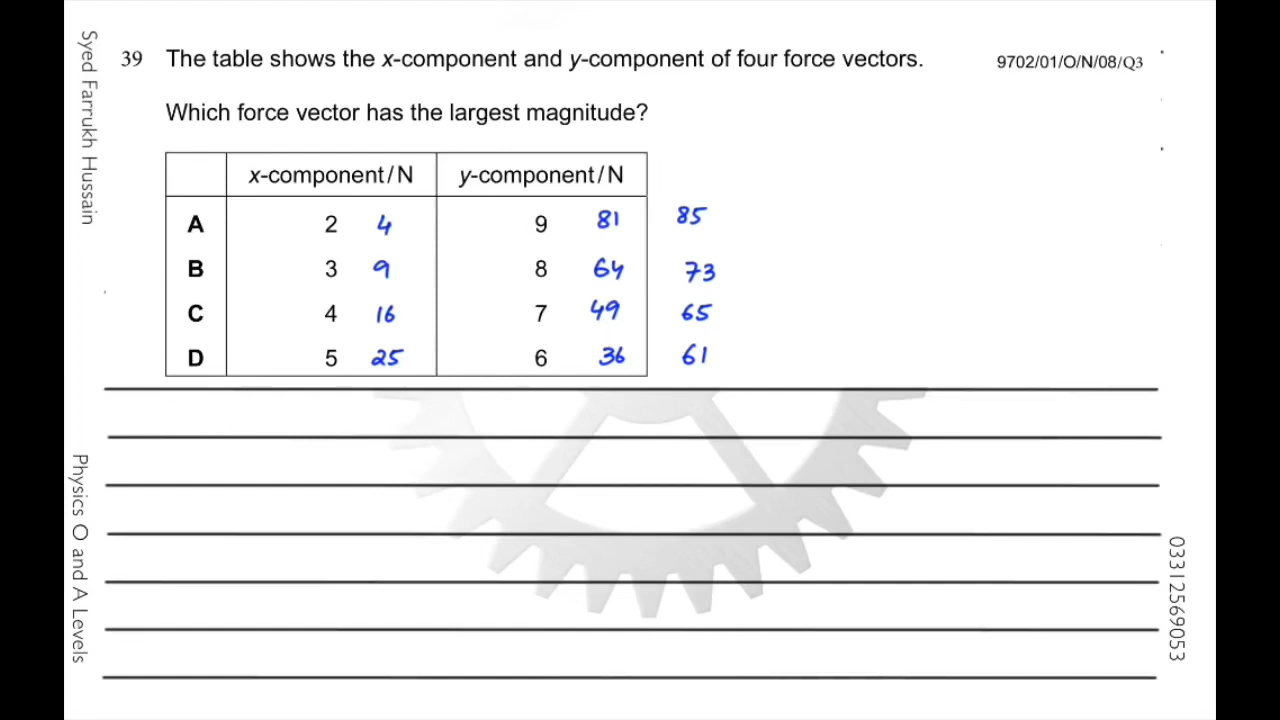 39 The table shows the x-component and y-component of four force vectors. 9702/01/O/N/08/Q3
Which force vector has the largest magnitude?
x-component/N y-component/N
A 2 4 9 81 85
B 3 9 8 64 73
C 4 16 7 49 65
D 5 25 6 36 61
Syed Farrukh Hussain
Physics O and A Levels
03312569053